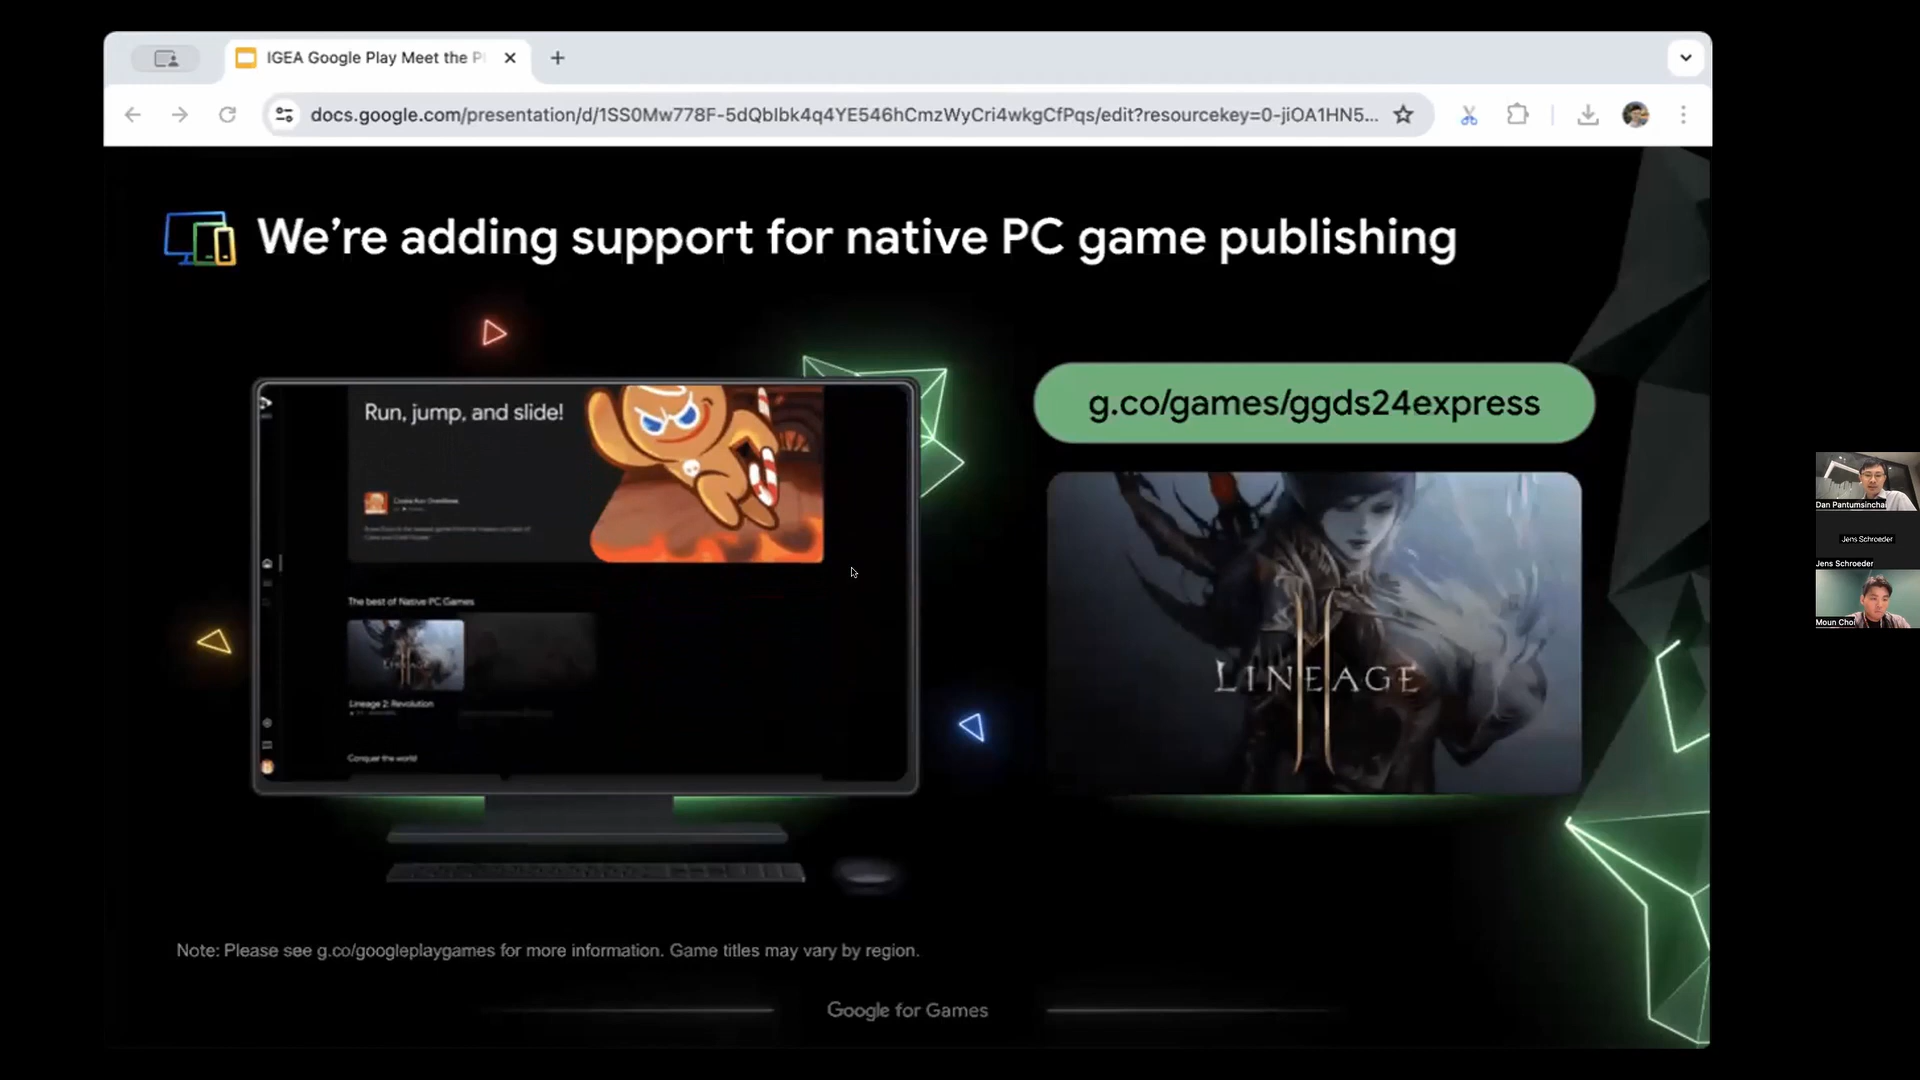 IGEA Google Play Meet the P
docs.google.com/presentation/d/1SS0Mw778F-5dQbIbk4q4YE546hCmzWyCri4wkgCfPqs/edit?resourcekey=0-jiOA1HN5...
We're adding support for native PC game publishing
Run, jump, and slide!
The best of Native PC Games
Lineage 2: Revolution
Conquer the world
g.co/games/ggds24express
LINEAGE
II
Dan Pantumsinchai
Jens Schroeder
Jens Schroeder
Moun Choi
Note: Please see g.co/googleplaygames for more information. Game titles may vary by region.
Google for Games